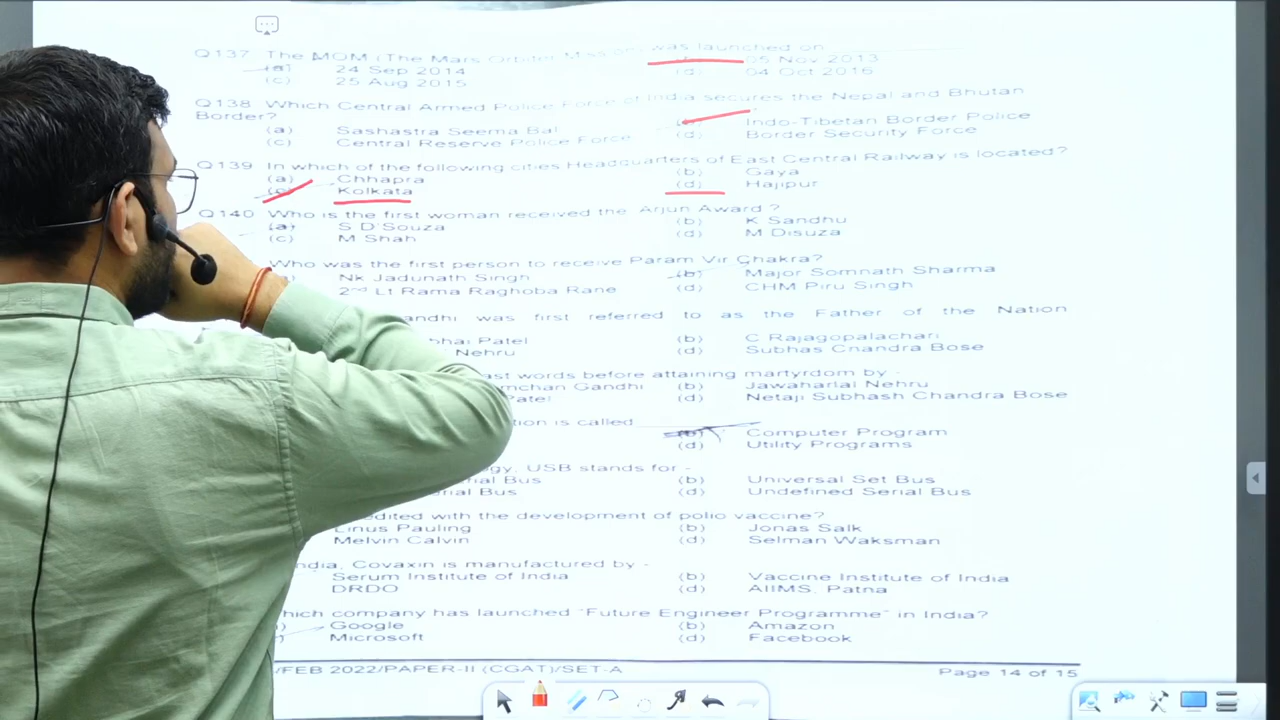 Q137 The MOM (The Mars Orbiter Mission) was launched on
(a) 24 Sep 2014 05 Nov 2013
(c) 25 Aug 2015 (d) 04 Oct 2016
Q138 Which Central Armed Police Force of India secures the Nepal and Bhutan
Border?
(a) Sashastra Seema Bal Indo-Tibetan Border Police
(c) Central Reserve Police Force (d) Border Security Force
Q139 In which of the following cities Headquarters of East Central Railway is located?
(a) Chhapra (b) Gaya
(c) Kolkata (d) Hajipur
Q140 Who is the first woman received the Arjun Award ?
(a) S D'Souza (b) K Sandhu
(c) M Shah (d) M Disuza
Who was the first person to receive Param Vir Chakra?
Nk Jadunath Singh (b) Major Somnath Sharma
2nd Lt Rama Raghoba Rane (d) CHM Piru Singh
andhi was first referred to as the Father of the Nation
bhai Patel (b) C Rajagopalachari
Nehru (d) Subhas Chandra Bose
ast words before attaining martyrdom by -
mchan Gandhi (b) Jawaharlal Nehru
Patel (d) Netaji Subhash Chandra Bose
tion is called
(b) Computer Program
(d) Utility Programs
gy, USB stands for -
rial Bus (b) Universal Set Bus
erial Bus (d) Undefined Serial Bus
edited with the development of polio vaccine?
Linus Pauling (b) Jonas Salk
Melvin Calvin (d) Selman Waksman
ndia, Covaxin is manufactured by -
Serum Institute of India (b) Vaccine Institute of India
DRDO (d) AIIMS, Patna
hich company has launched "Future Engineer Programme" in India?
Google (b) Amazon
Microsoft (d) Facebook
/FEB 2022/PAPER-II (CGAT)/SET-A Page 14 of 15